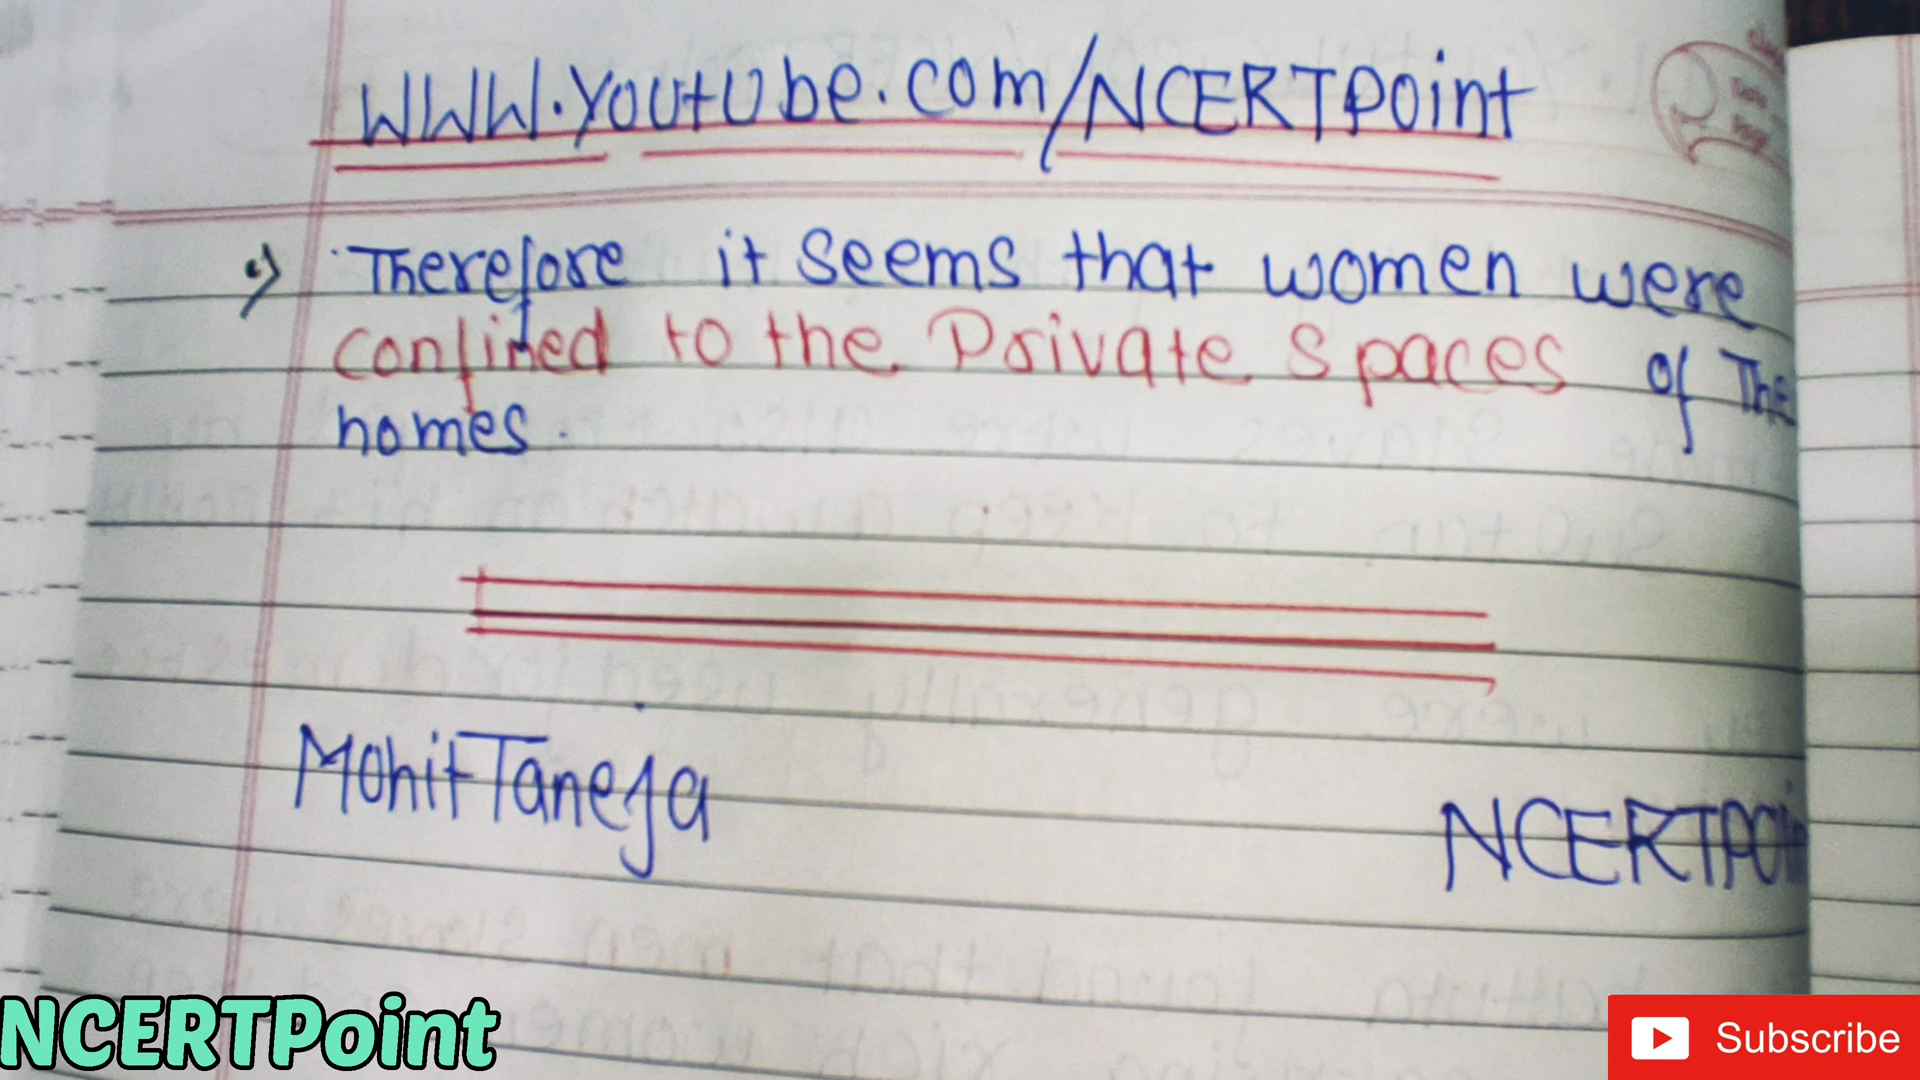 WWW.Youtube.com/NCERTPoint
Therefore it seems that women were
confined to the Private spaces of The
homes.
Mohit Taneja
NCERTPoi
NCERTPoint
Subscribe